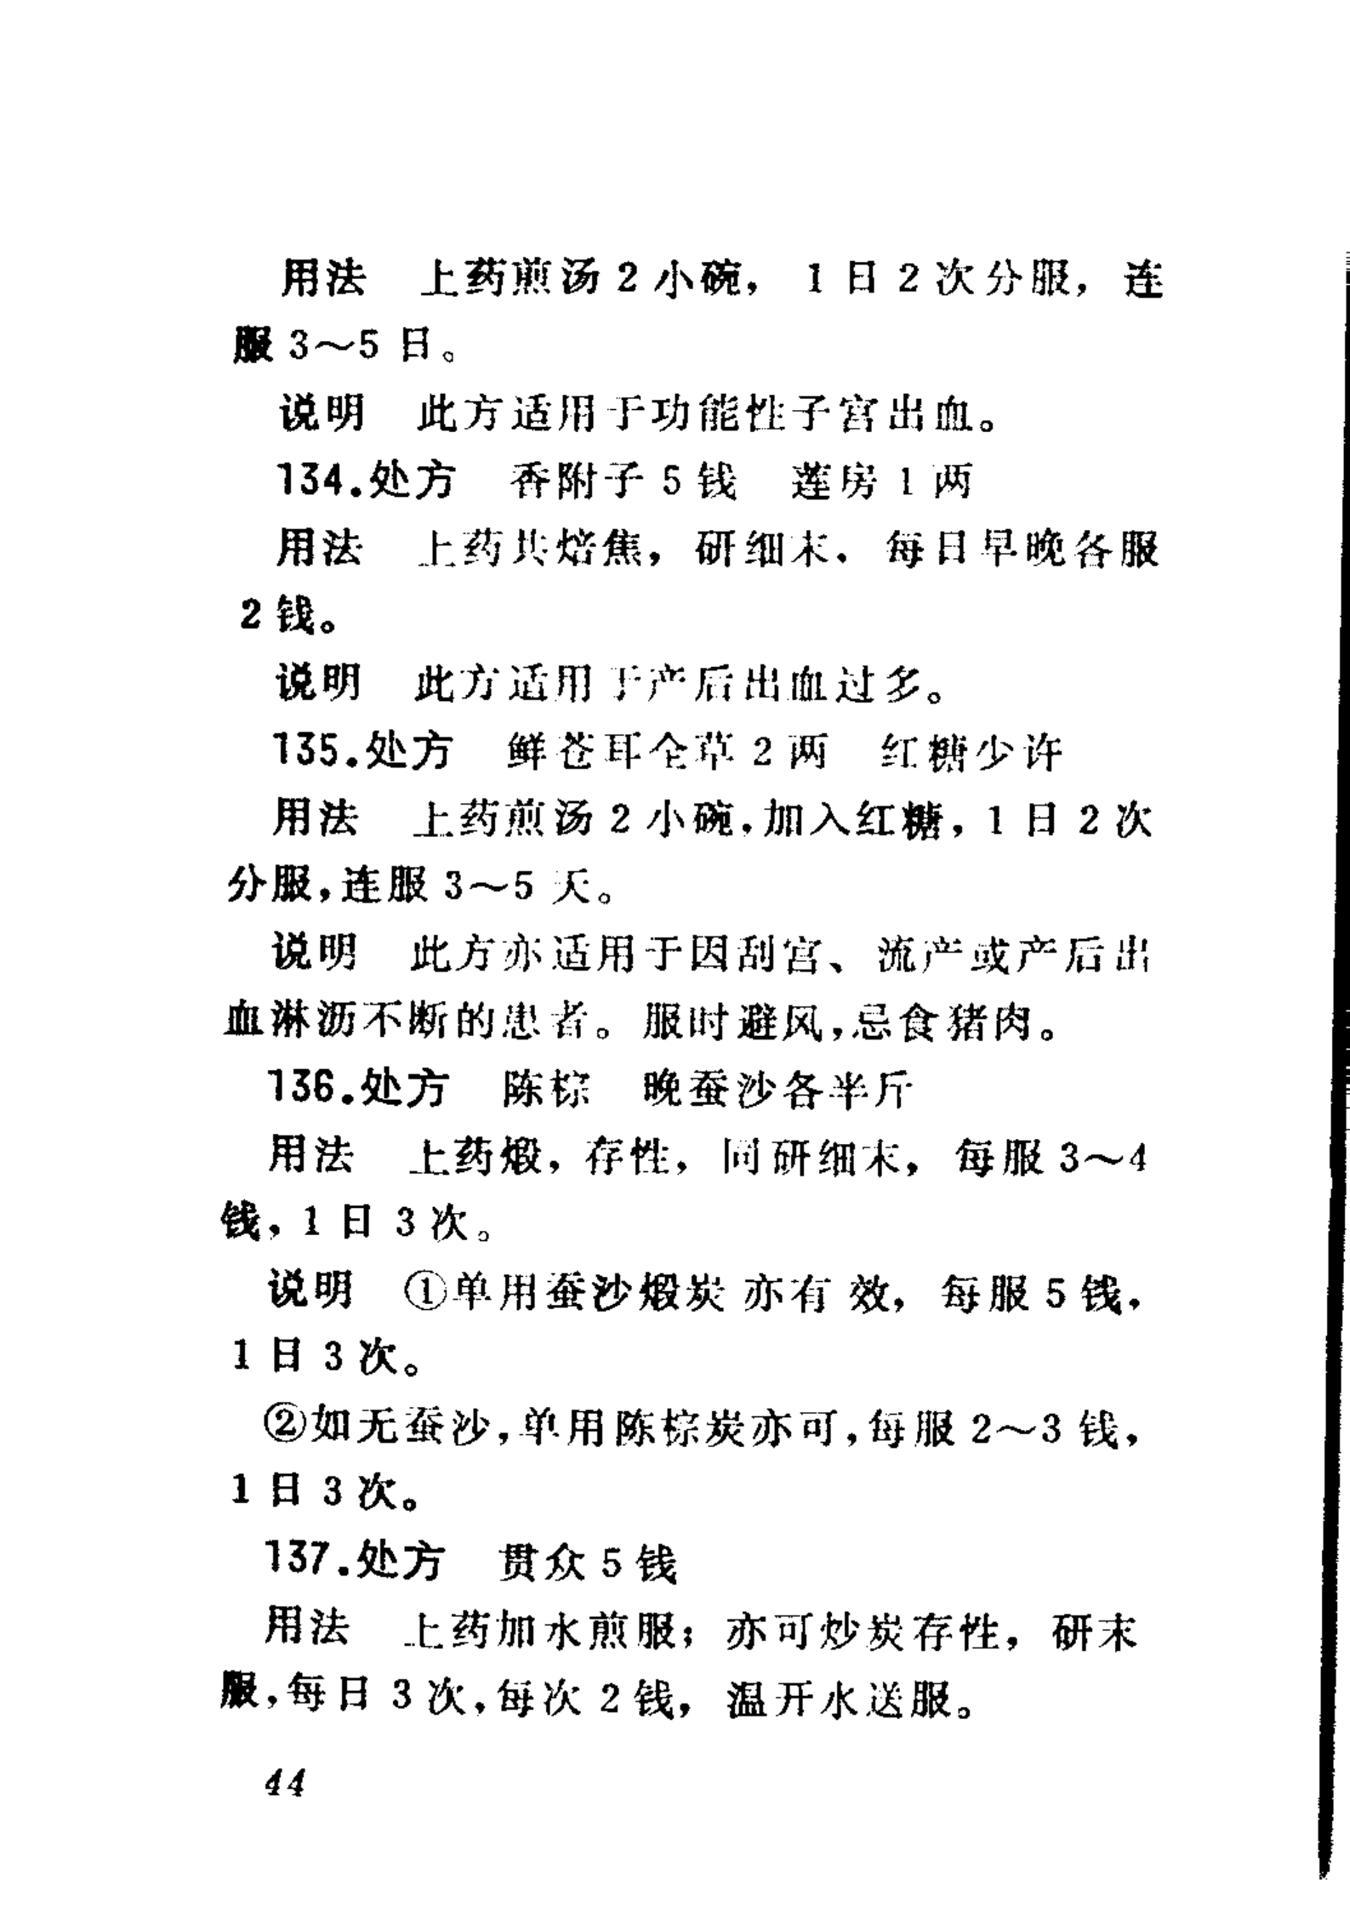 用法　上药煎汤2小碗，1日2次分服，连
服3～5日。
说明　此方适用于功能性子宫出血。
134.处方　香附子5钱　莲房1两
用法　上药共焙焦，研细末．每日早晚各服
2钱。
说明　此方适用于产后出血过多。
135.处方　鲜苍耳全草2两　红糖少许
用法　上药煎汤2小碗，加入红糖，1日2次
分服，连服3～5天。
说明　此方亦适用于因刮宫、流产或产后出
血淋沥不断的患者。服时避风，忌食猪肉。
136.处方　陈棕　晚蚕沙各半斤
用法　上药煅，存性，同研细末，每服3～4
钱，1日3次。
说明　①单用蚕沙煅炭亦有效，每服5钱，
1日3次。
②如无蚕沙，单用陈棕炭亦可，每服2～3钱，
1日3次。
137.处方　贯众5钱
用法　上药加水煎服；亦可炒炭存性，研末
服，每日3次，每次2钱，温开水送服。
44